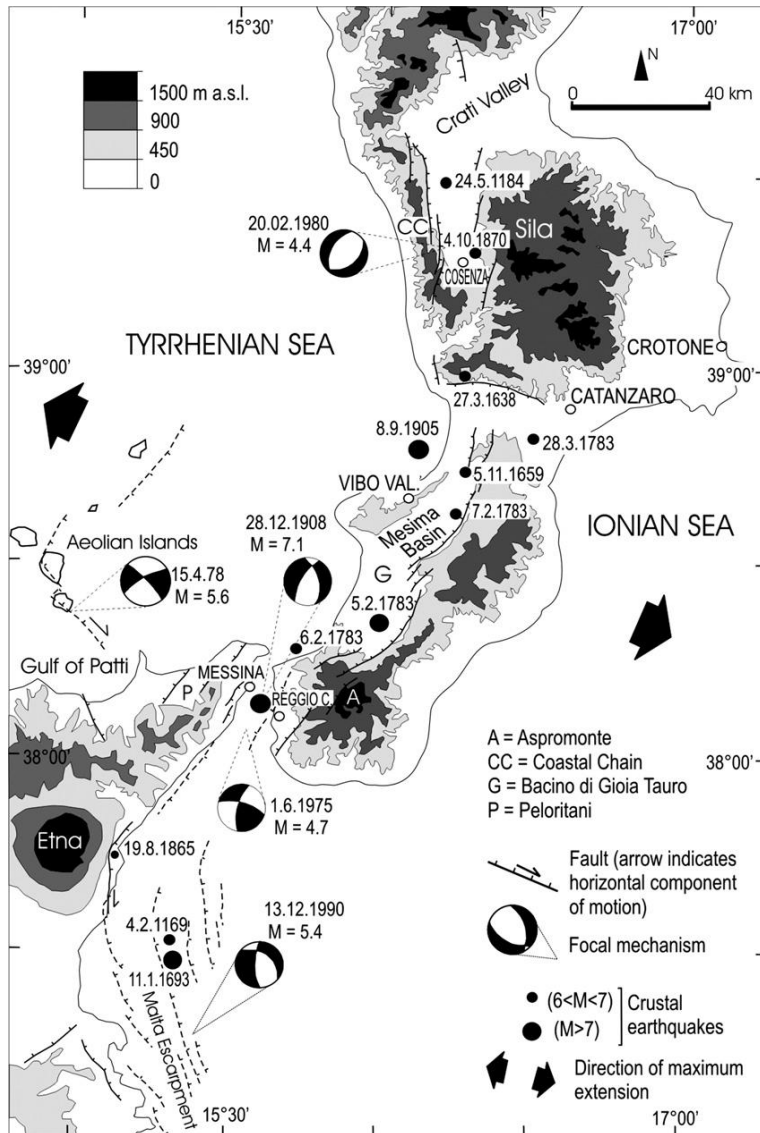 15°30'
17°00'
N
0
40 km
1500 m a.s.l.
900
450
0
Crati Valley
24.5.1184
20.02.1980
M = 4.4
CC
4.10.1870
COSENZA
Sila
TYRRHENIAN SEA
CROTONE
39°00'
39°00'
27.3.1638
CATANZARO
8.9.1905
28.3.1783
VIBO VAL.
5.11.1659
7.2.1783
Mesima
Basin
IONIAN SEA
28.12.1908
M = 7.1
Aeolian Islands
15.4.78
M = 5.6
G
5.2.1783
6.2.1783
Gulf of Patti
MESSINA
P
REGGIO C.
A
38°00'
38°00'
A = Aspromonte
CC = Coastal Chain
G = Bacino di Gioia Tauro
P = Peloritani
1.6.1975
M = 4.7
Etna
19.8.1865
Fault (arrow indicates
horizontal component
of motion)
13.12.1990
M = 5.4
4.2.1169
11.1.1693
Focal mechanism
Malta Escarpment
(6<M<7)
(M>7)
Crustal
earthquakes
Direction of maximum
extension
15°30'
17°00'